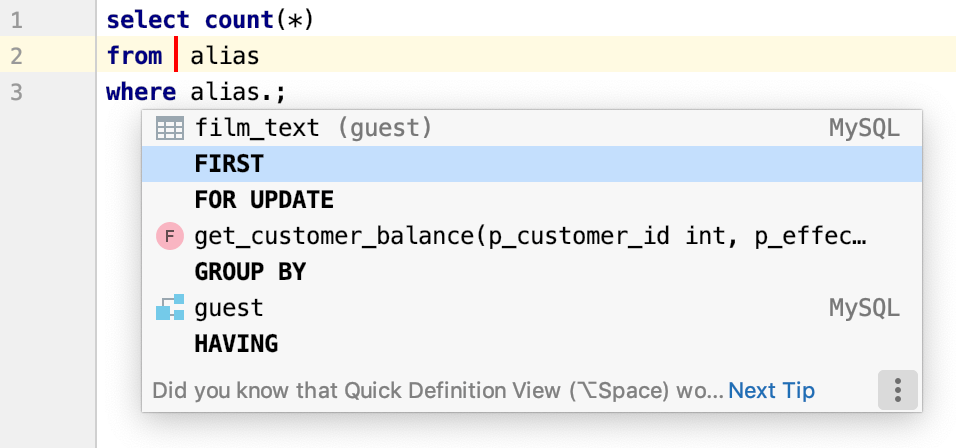 1 select count(*)
2 from alias
3 where alias.;
film_text (guest) MySQL
FIRST
FOR UPDATE
F get_customer_balance(p_customer_id int, p_effec…
GROUP BY
guest MySQL
HAVING
Did you know that Quick Definition View (⌥Space) wo... Next Tip